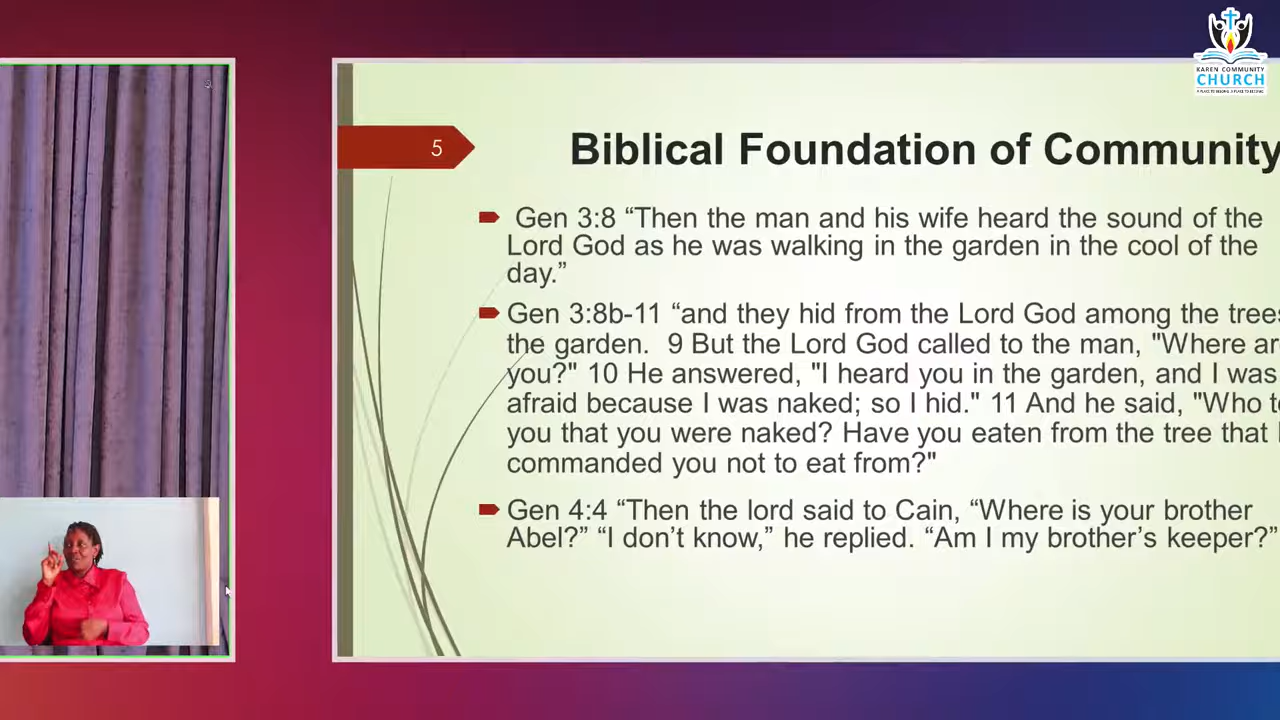 KAREN COMMUNITY
CHURCH
5
Biblical Foundation of Community
Gen 3:8 “Then the man and his wife heard the sound of the
Lord God as he was walking in the garden in the cool of the
day.”
Gen 3:8b-11 “and they hid from the Lord God among the trees
the garden. 9 But the Lord God called to the man, "Where
you?" 10 He answered, "I heard you in the garden, and I was
afraid because I was naked; so I hid." 11 And he said, "Who
you that you were naked? Have you eaten from the tree that I
commanded you not to eat from?"
Gen 4:4 “Then the lord said to Cain, “Where is your brother
Abel?” “I don’t know,” he replied. “Am I my brother’s keeper?”